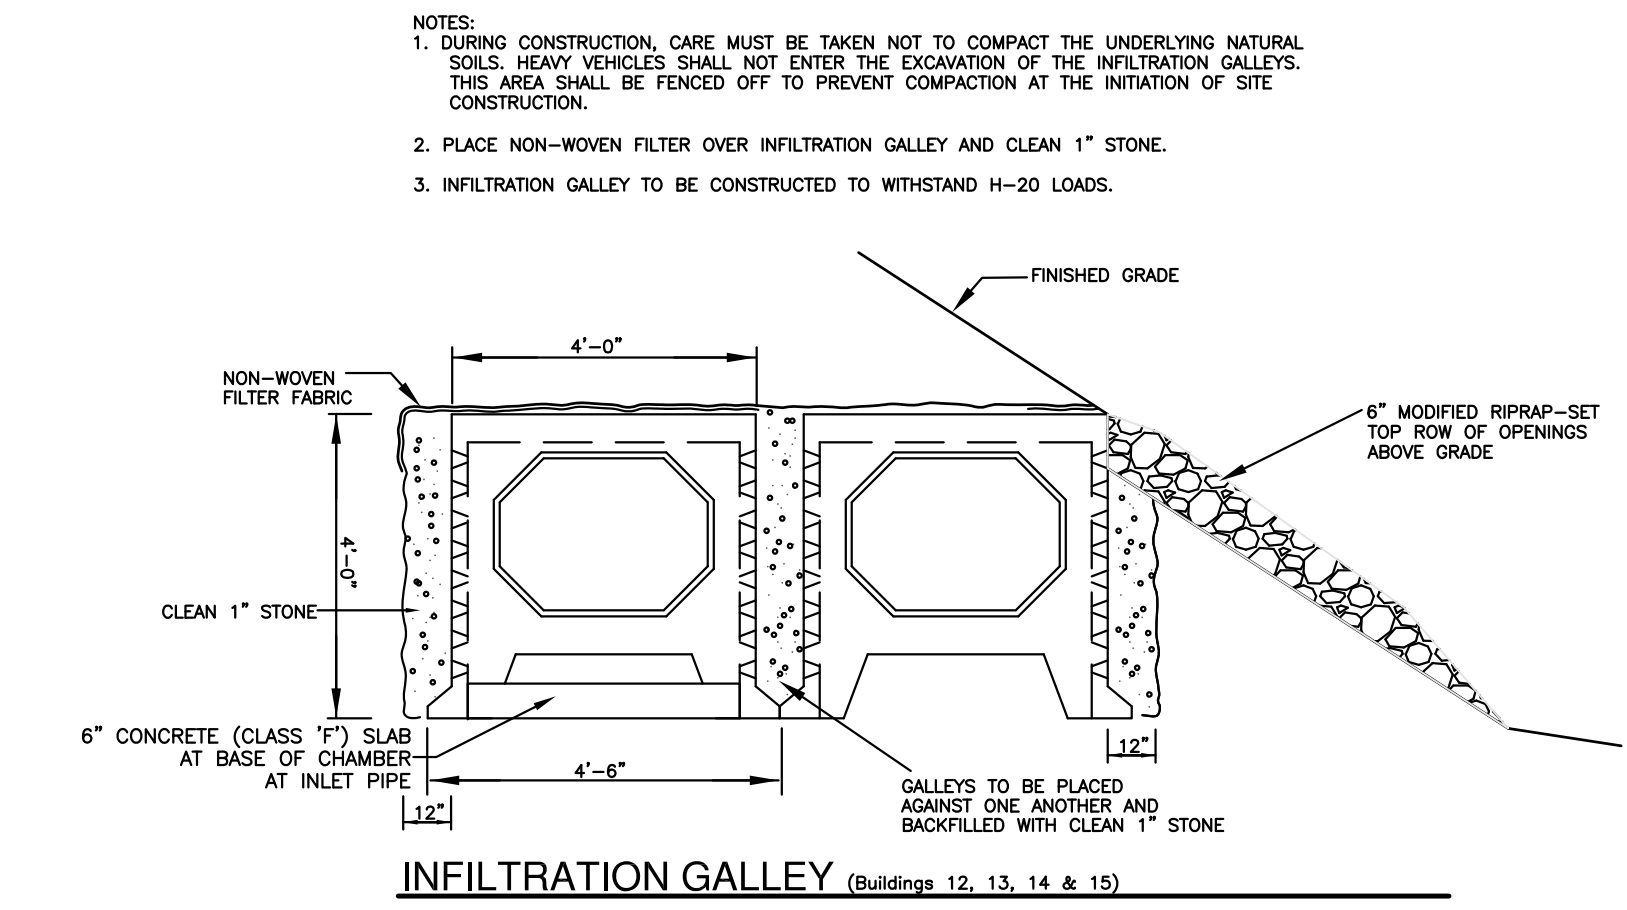 NOTES:
1. DURING CONSTRUCTION, CARE MUST BE TAKEN NOT TO COMPACT THE UNDERLYING NATURAL
SOILS. HEAVY VEHICLES SHALL NOT ENTER THE EXCAVATION OF THE INFILTRATION GALLEYS.
THIS AREA SHALL BE FENCED OFF TO PREVENT COMPACTION AT THE INITIATION OF SITE
CONSTRUCTION.
2. PLACE NON-WOVEN FILTER OVER INFILTRATION GALLEY AND CLEAN 1" STONE.
3. INFILTRATION GALLEY TO BE CONSTRUCTED TO WITHSTAND H-20 LOADS.
FINISHED GRADE
4'-0"
NON-WOVEN
FILTER FABRIC
6" MODIFIED RIPRAP-SET
TOP ROW OF OPENINGS
ABOVE GRADE
4'-0"
CLEAN 1" STONE
6" CONCRETE (CLASS 'F') SLAB
AT BASE OF CHAMBER
AT INLET PIPE
4'-6"
12"
12"
GALLEYS TO BE PLACED
AGAINST ONE ANOTHER AND
BACKFILLED WITH CLEAN 1" STONE
INFILTRATION GALLEY (Buildings 12, 13, 14 & 15)